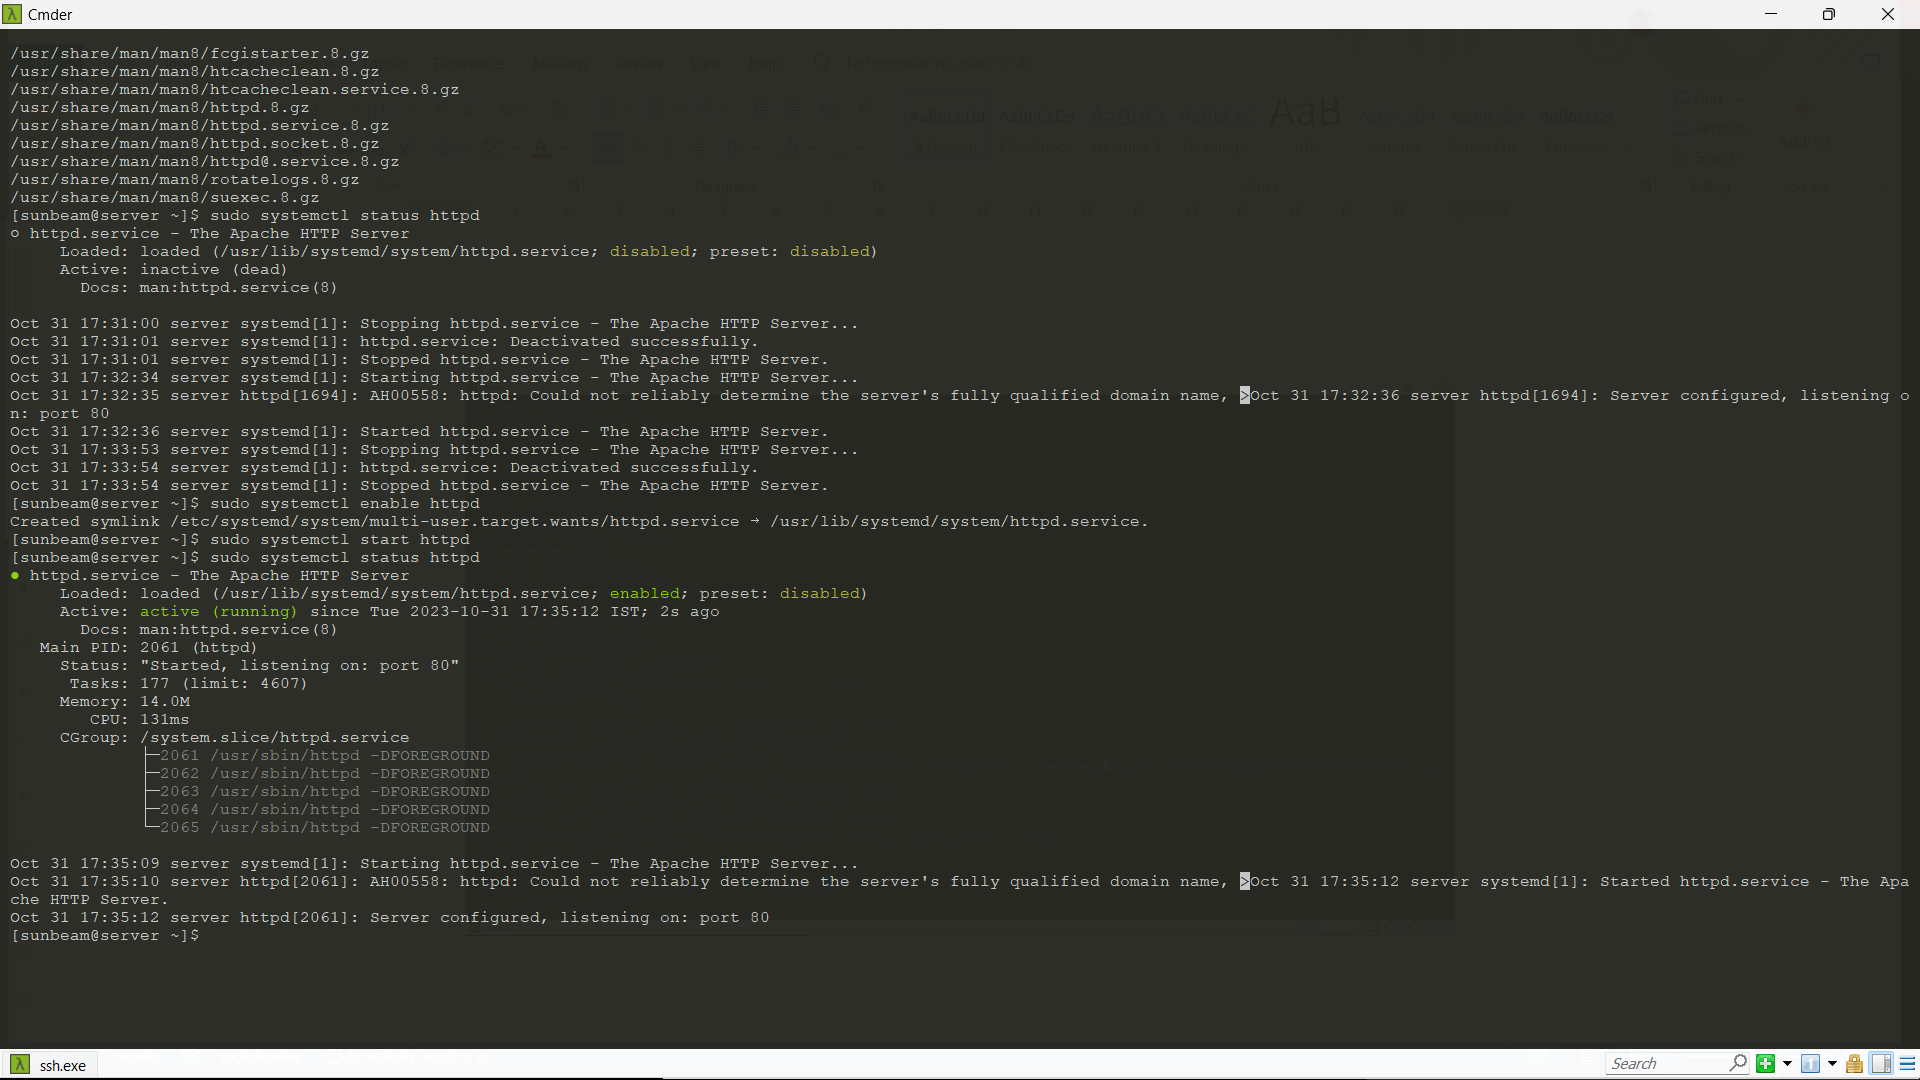 Cmder
/usr/share/man/man8/fcgistarter.8.gz
/usr/share/man/man8/htcacheclean.8.gz
/usr/share/man/man8/htcacheclean.service.8.gz
/usr/share/man/man8/httpd.8.gz
/usr/share/man/man8/httpd.service.8.gz
/usr/share/man/man8/httpd.socket.8.gz
/usr/share/man/man8/httpd@.service.8.gz
/usr/share/man/man8/rotatelogs.8.gz
/usr/share/man/man8/suexec.8.gz
[sunbeam@server ~]$ sudo systemctl status httpd
○ httpd.service - The Apache HTTP Server
     Loaded: loaded (/usr/lib/systemd/system/httpd.service; disabled; preset: disabled)
     Active: inactive (dead)
       Docs: man:httpd.service(8)

Oct 31 17:31:00 server systemd[1]: Stopping httpd.service - The Apache HTTP Server...
Oct 31 17:31:01 server systemd[1]: httpd.service: Deactivated successfully.
Oct 31 17:31:01 server systemd[1]: Stopped httpd.service - The Apache HTTP Server.
Oct 31 17:32:34 server systemd[1]: Starting httpd.service - The Apache HTTP Server...
Oct 31 17:32:35 server httpd[1694]: AH00558: httpd: Could not reliably determine the server's fully qualified domain name, >Oct 31 17:32:36 server httpd[1694]: Server configured, listening o
n: port 80
Oct 31 17:32:36 server systemd[1]: Started httpd.service - The Apache HTTP Server.
Oct 31 17:33:53 server systemd[1]: Stopping httpd.service - The Apache HTTP Server...
Oct 31 17:33:54 server systemd[1]: httpd.service: Deactivated successfully.
Oct 31 17:33:54 server systemd[1]: Stopped httpd.service - The Apache HTTP Server.
[sunbeam@server ~]$ sudo systemctl enable httpd
Created symlink /etc/systemd/system/multi-user.target.wants/httpd.service → /usr/lib/systemd/system/httpd.service.
[sunbeam@server ~]$ sudo systemctl start httpd
[sunbeam@server ~]$ sudo systemctl status httpd
● httpd.service - The Apache HTTP Server
     Loaded: loaded (/usr/lib/systemd/system/httpd.service; enabled; preset: disabled)
     Active: active (running) since Tue 2023-10-31 17:35:12 IST; 2s ago
       Docs: man:httpd.service(8)
   Main PID: 2061 (httpd)
     Status: "Started, listening on: port 80"
      Tasks: 177 (limit: 4607)
     Memory: 14.0M
        CPU: 131ms
     CGroup: /system.slice/httpd.service
             ├─2061 /usr/sbin/httpd -DFOREGROUND
             ├─2062 /usr/sbin/httpd -DFOREGROUND
             ├─2063 /usr/sbin/httpd -DFOREGROUND
             ├─2064 /usr/sbin/httpd -DFOREGROUND
             └─2065 /usr/sbin/httpd -DFOREGROUND

Oct 31 17:35:09 server systemd[1]: Starting httpd.service - The Apache HTTP Server...
Oct 31 17:35:10 server httpd[2061]: AH00558: httpd: Could not reliably determine the server's fully qualified domain name, >Oct 31 17:35:12 server systemd[1]: Started httpd.service - The Apa
che HTTP Server.
Oct 31 17:35:12 server httpd[2061]: Server configured, listening on: port 80
[sunbeam@server ~]$
ssh.exe
Search